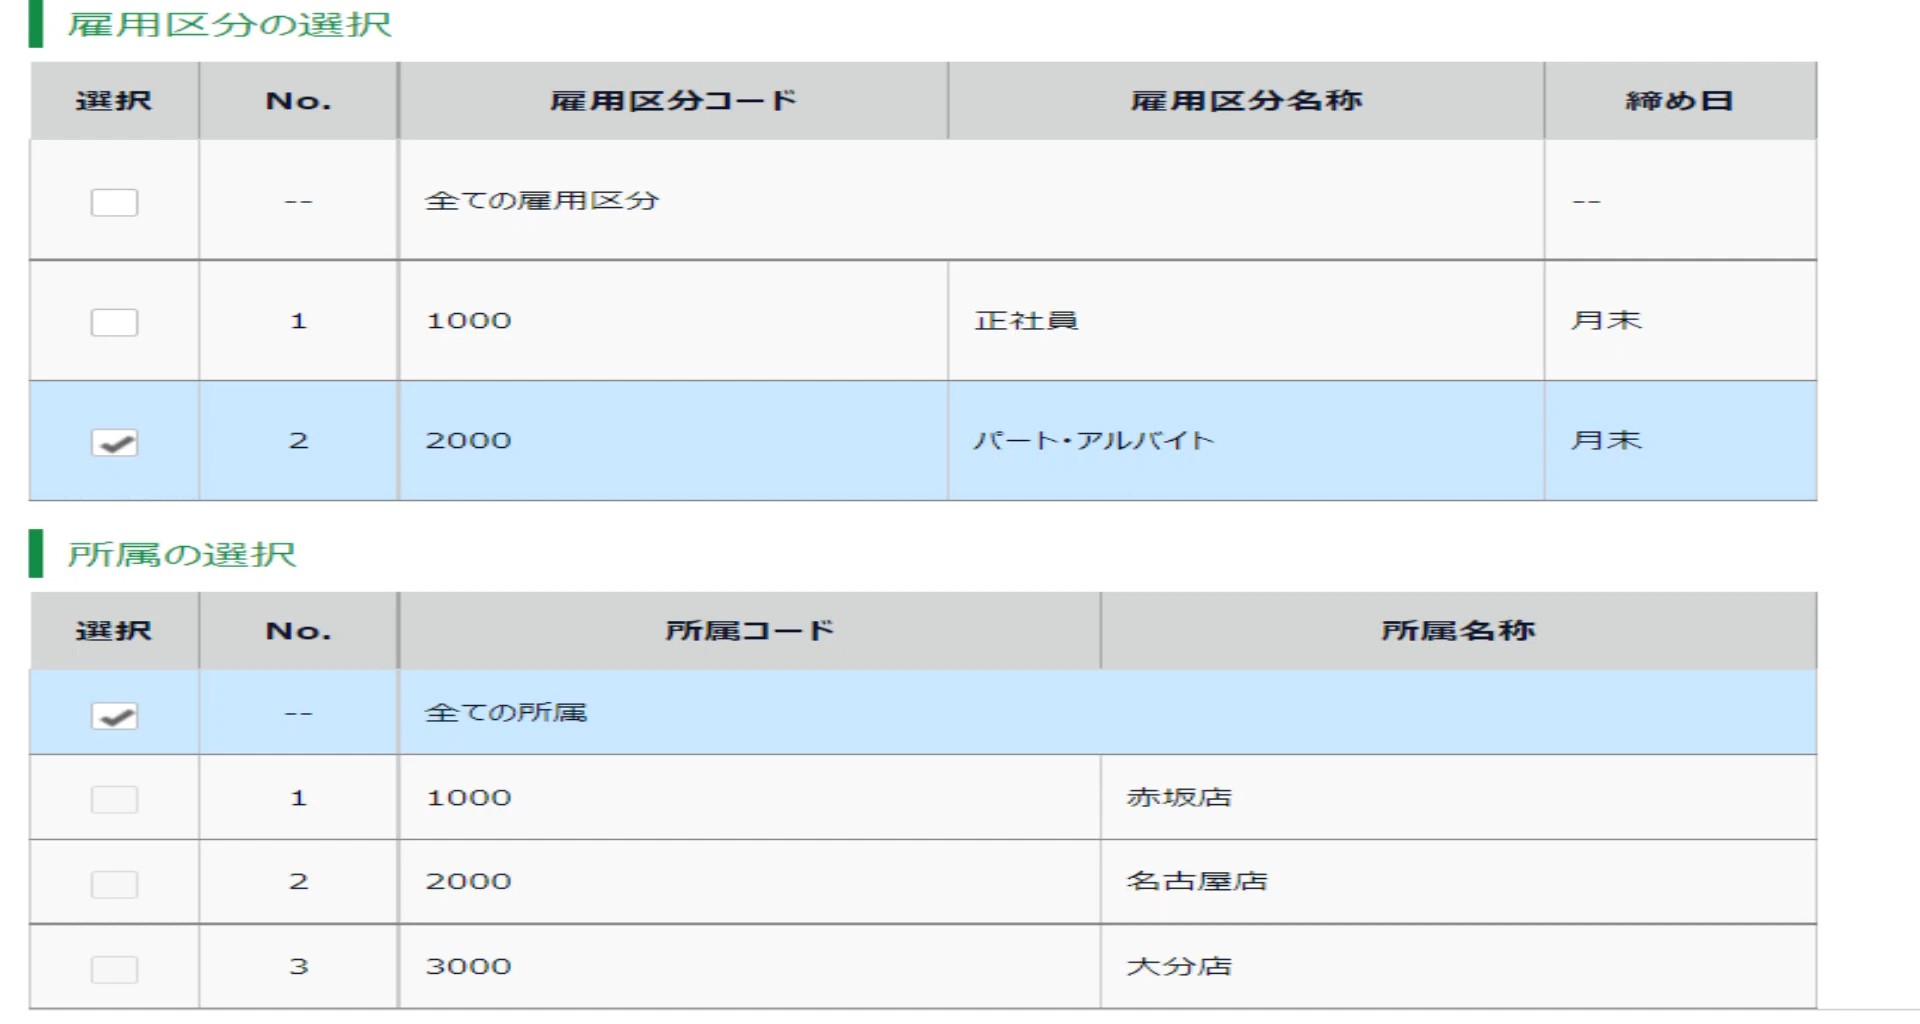 雇用区分の選択
選択 No. 雇用区分コード 雇用区分名称 締め日
-- 全ての雇用区分 --
1 1000 正社員 月末
2 2000 パート・アルバイト 月末
所属の選択
選択 No. 所属コード 所属名称
-- 全ての所属
1 1000 赤坂店
2 2000 名古屋店
3 3000 大分店